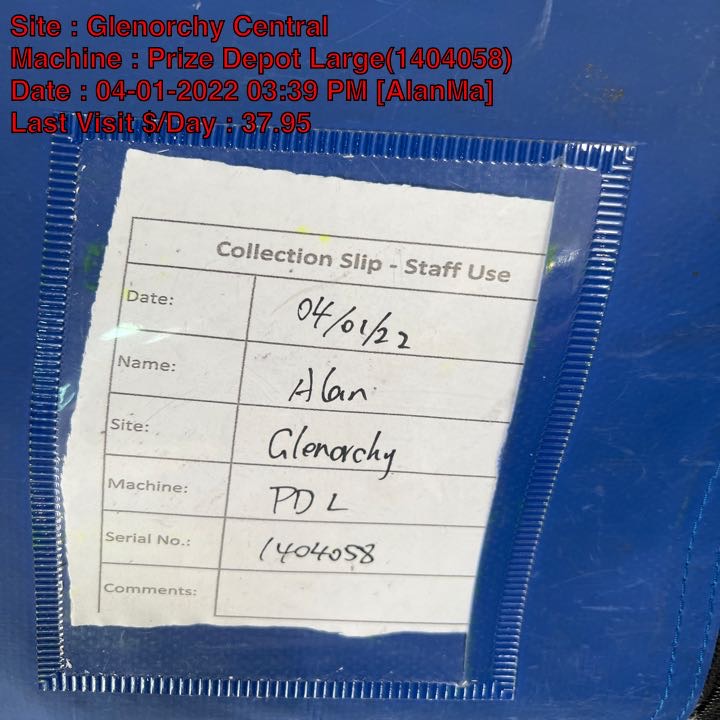 Site : Glenorchy Central
Machine : Prize Depot Large(1404058)
Date : 04-01-2022 03:39 PM [AlanMa]
Last Visit $/Day : 37.95
Collection Slip - Staff Use
Date: 04/01/22
Name: Alan
Site: Glenorchy
Machine: PD L
Serial No.: 1404058
Comments: